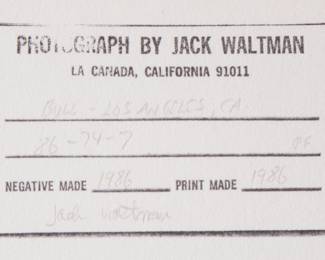 PHOTOGRAPH BY JACK WALTMAN
LA CANADA, CALIFORNIA 91011
BULL - LOS ANGELES, CA.
86-74-7
NEGATIVE MADE 1986 PRINT MADE 1986
Jack Waltman